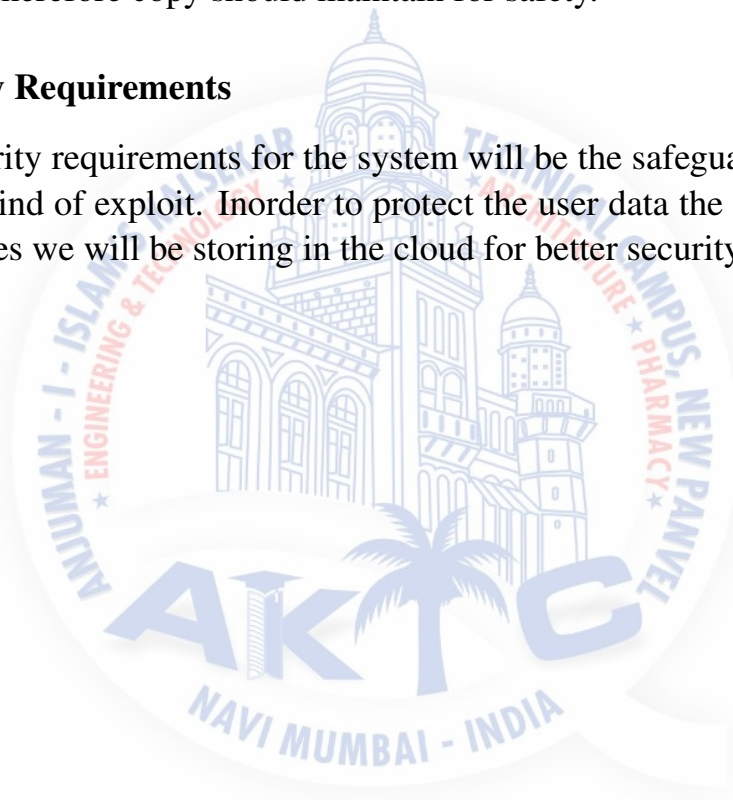 herefore copy should maintain for safety.
Requirements
rity requirements for the system will be the safegua
ind of exploit. Inorder to protect the user data the
es we will be storing in the cloud for better security
ANJUMAN - I - ISLAM'S KALSEKAR TECHNICAL CAMPUS, NEW PANVEL
ENGINEERING & TECHNOLOGY ★ ARCHITECTURE ★ PHARMACY ★
AKTC
NAVI MUMBAI - INDIA